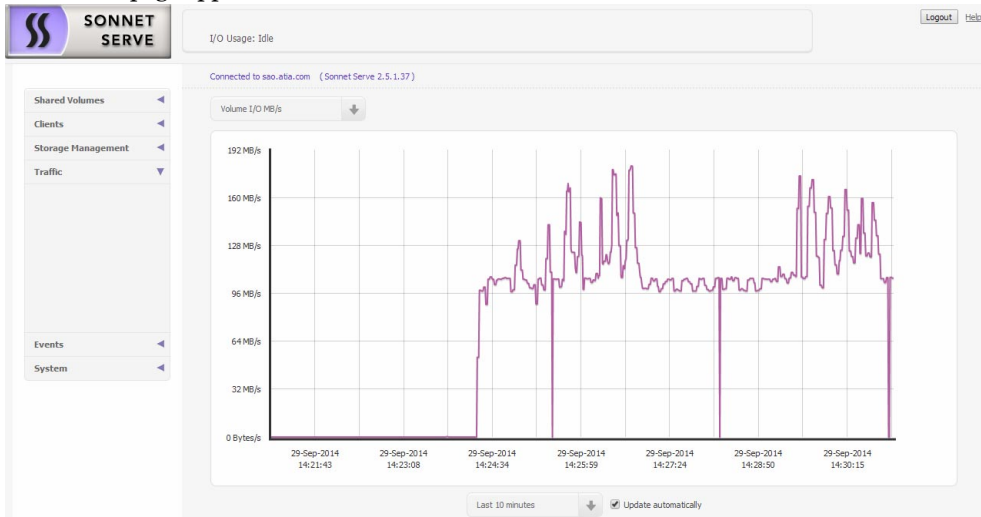 SONNET
SERVE
I/O Usage: Idle
Logout Help
Connected to sao.atia.com (Sonnet Serve 2.5.1.37)
Shared Volumes
Clients
Storage Management
Traffic
Events
System
Volume I/O MB/s
192 MB/s
160 MB/s
128 MB/s
96 MB/s
64 MB/s
32 MB/s
0 Bytes/s
29-Sep-2014 29-Sep-2014 29-Sep-2014 29-Sep-2014 29-Sep-2014 29-Sep-2014 29-Sep-2014
14:21:43 14:23:08 14:24:34 14:25:59 14:27:24 14:28:50 14:30:15
Last 10 minutes Update automatically